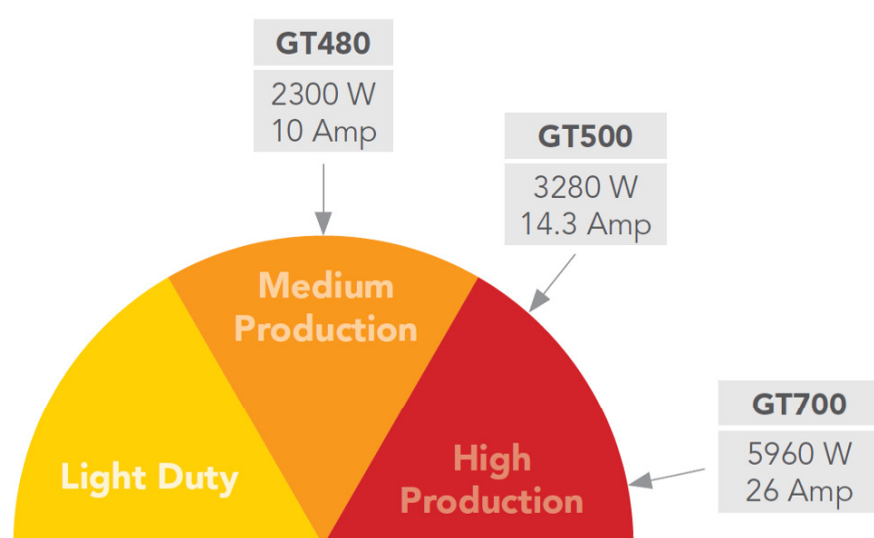 GT480
2300 W
10 Amp
GT500
3280 W
14.3 Amp
Medium
Production
GT700
5960 W
26 Amp
Light Duty
High
Production